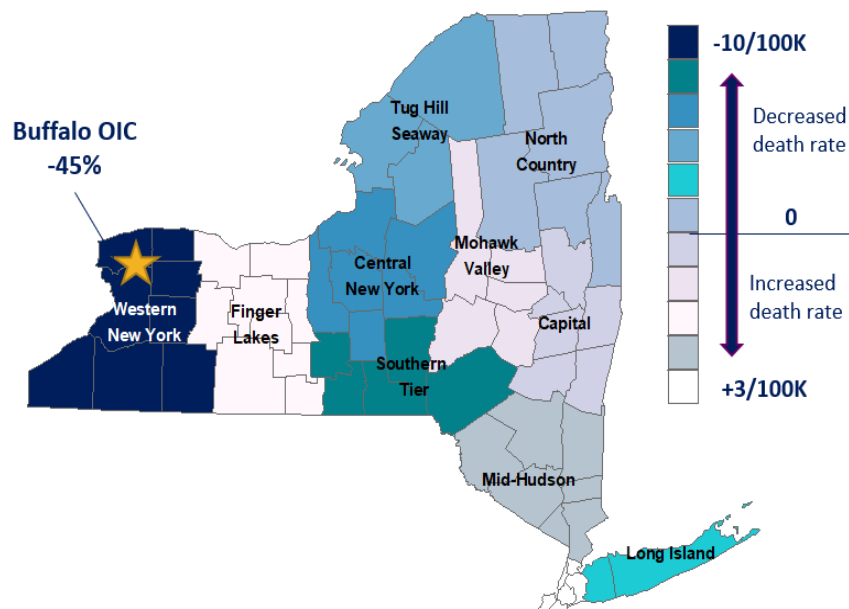 Tug Hill
Seaway
North
Country
Buffalo OIC
-45%
Mohawk
Valley
Central
New York
Western
New York
Finger
Lakes
Capital
Southern
Tier
Mid-Hudson
Long Island
-10/100K
Decreased
death rate
0
Increased
death rate
+3/100K